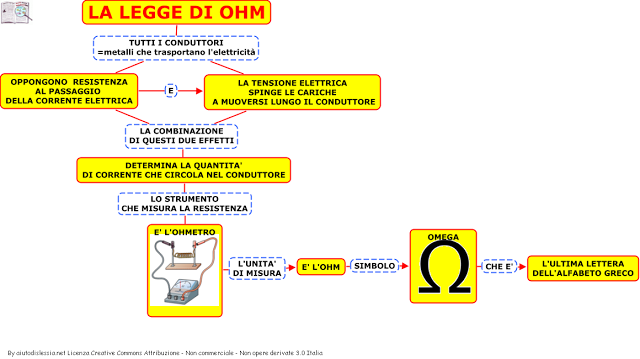 LA LEGGE DI OHM
TUTTI I CONDUTTORI
=metalli che trasportano l'elettricità
OPPONGONO RESISTENZA
AL PASSAGGIO
DELLA CORRENTE ELETTRICA
E
LA TENSIONE ELETTRICA
SPINGE LE CARICHE
A MUOVERSI LUNGO IL CONDUTTORE
LA COMBINAZIONE
DI QUESTI DUE EFFETTI
DETERMINA LA QUANTITA'
DI CORRENTE CHE CIRCOLA NEL CONDUTTORE
LO STRUMENTO
CHE MISURA LA RESISTENZA
E' L'OHMETRO
L'UNITA'
DI MISURA
E' L'OHM
SIMBOLO
OMEGA
Ω
CHE E'
L'ULTIMA LETTERA
DELL'ALFABETO GRECO
By aiutodislessia.net Licenza Creative Commons Attribuzione - Non commerciale - Non opere derivate 3.0 Italia